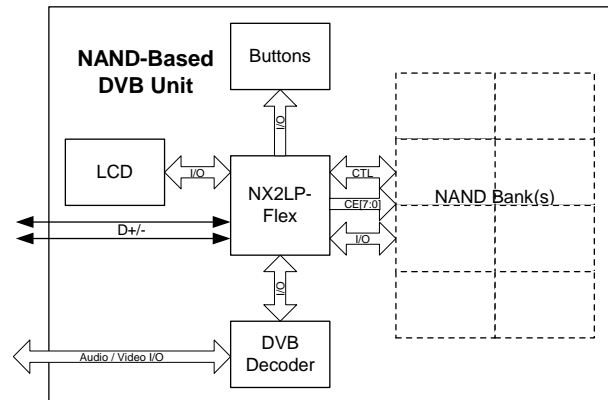 NAND-Based
DVB Unit
Buttons
I/O
LCD
I/O
NX2LP-
Flex
CTL
CE[7:0]
I/O
NAND Bank(s)
D+/-
I/O
DVB
Decoder
Audio / Video I/O